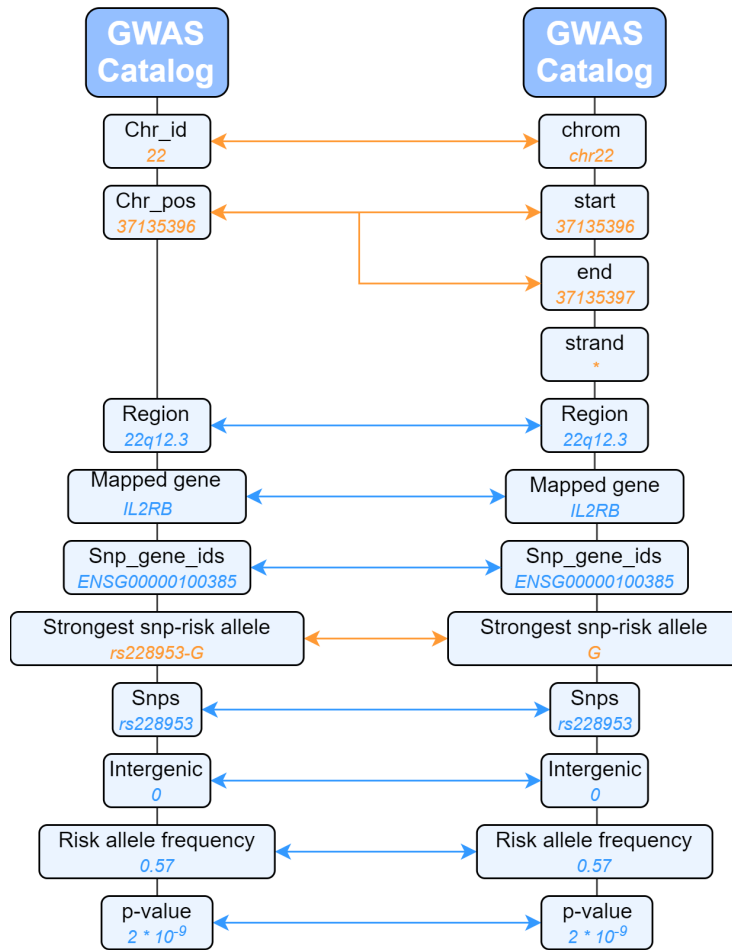 GWAS
Catalog
GWAS
Catalog
Chr_id
22
chrom
chr22
Chr_pos
37135396
start
37135396
end
37135397
strand
*
Region
22q12.3
Region
22q12.3
Mapped gene
IL2RB
Mapped gene
IL2RB
Snp_gene_ids
ENSG00000100385
Snp_gene_ids
ENSG00000100385
Strongest snp-risk allele
rs228953-G
Strongest snp-risk allele
G
Snps
rs228953
Snps
rs228953
Intergenic
0
Intergenic
0
Risk allele frequency
0.57
Risk allele frequency
0.57
p-value
2 * 10⁻⁹
p-value
2 * 10⁻⁹